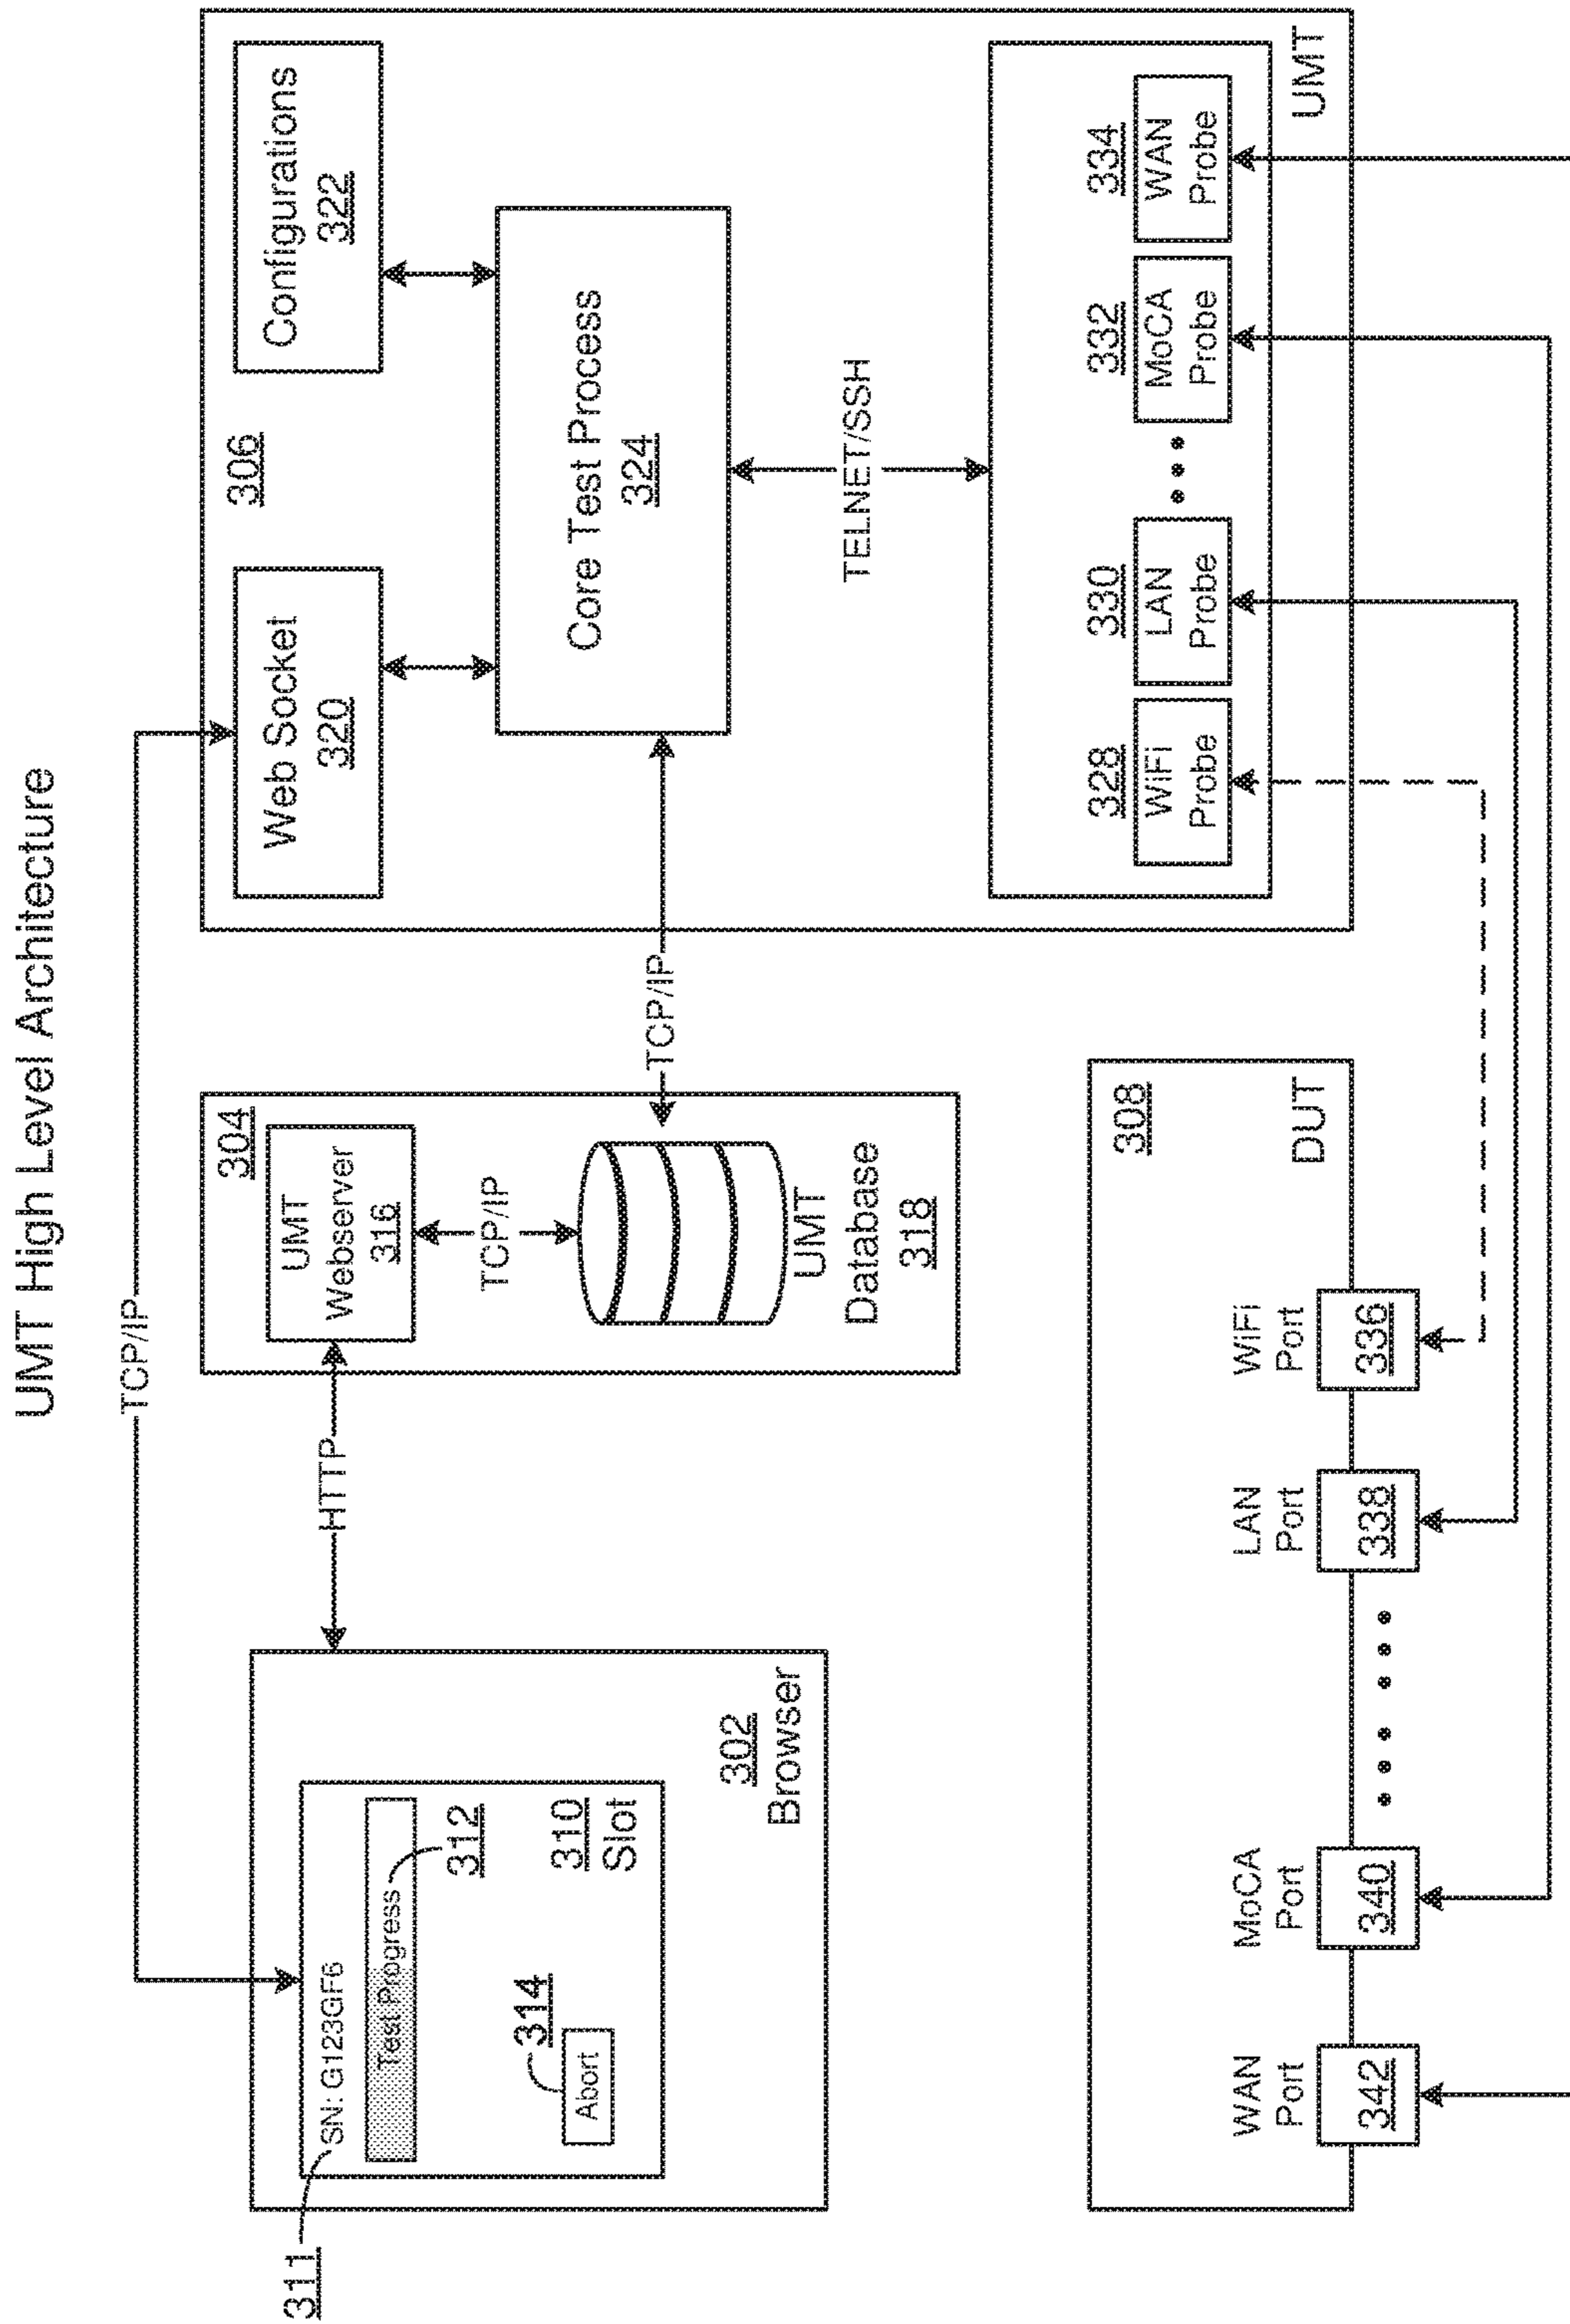 UMT High Level Architecture
TCP/IP
311
SN: G123GF6
Test Progress
312
314
Abort
310
Slot
302
Browser
HTTP
304
UMT
Webserver
316
TCP/IP
UMT
Database
318
TCP/IP
306
Web Socket
320
Configurations
322
Core Test Process
324
TELNET/SSH
328
WiFi
Probe
330
LAN
Probe
332
MoCA
Probe
334
WAN
Probe
UMT
308
DUT
WAN
Port
342
MoCA
Port
340
LAN
Port
338
WiFi
Port
336